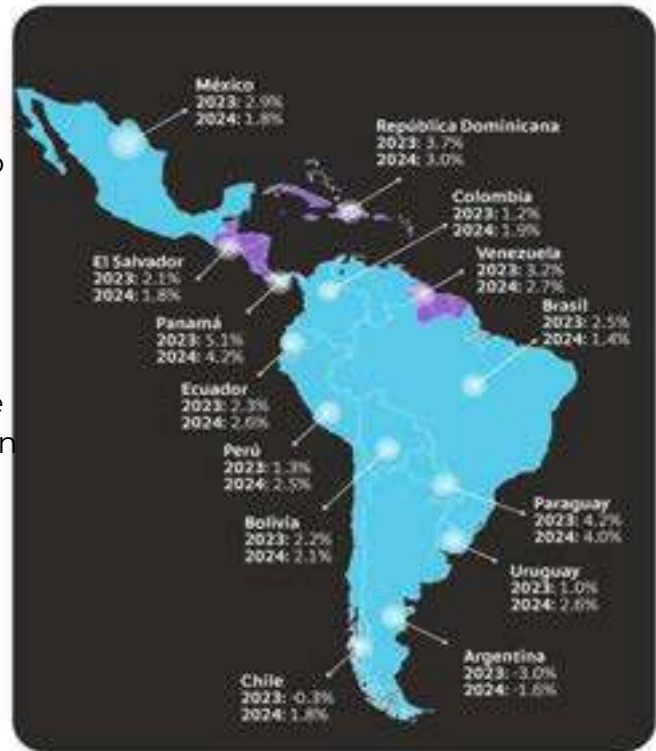 México
2023: 2.9%
2024: 1.8%
República Dominicana
2023: 3.7%
2024: 3.0%
Colombia
2023: 1.2%
2024: 1.9%
Venezuela
2023: 3.2%
2024: 2.7%
El Salvador
2023: 2.1%
2024: 1.8%
Brasil
2023: 2.5%
2024: 1.4%
Panamá
2023: 5.1%
2024: 4.2%
Ecuador
2023: 2.3%
2024: 2.6%
Perú
2023: 1.3%
2024: 2.5%
Bolivia
2023: 2.2%
2024: 2.1%
Paraguay
2023: 4.2%
2024: 4.0%
Uruguay
2023: 1.0%
2024: 2.6%
Argentina
2023: -3.0%
2024: -1.6%
Chile
2023: -0.3%
2024: 1.8%